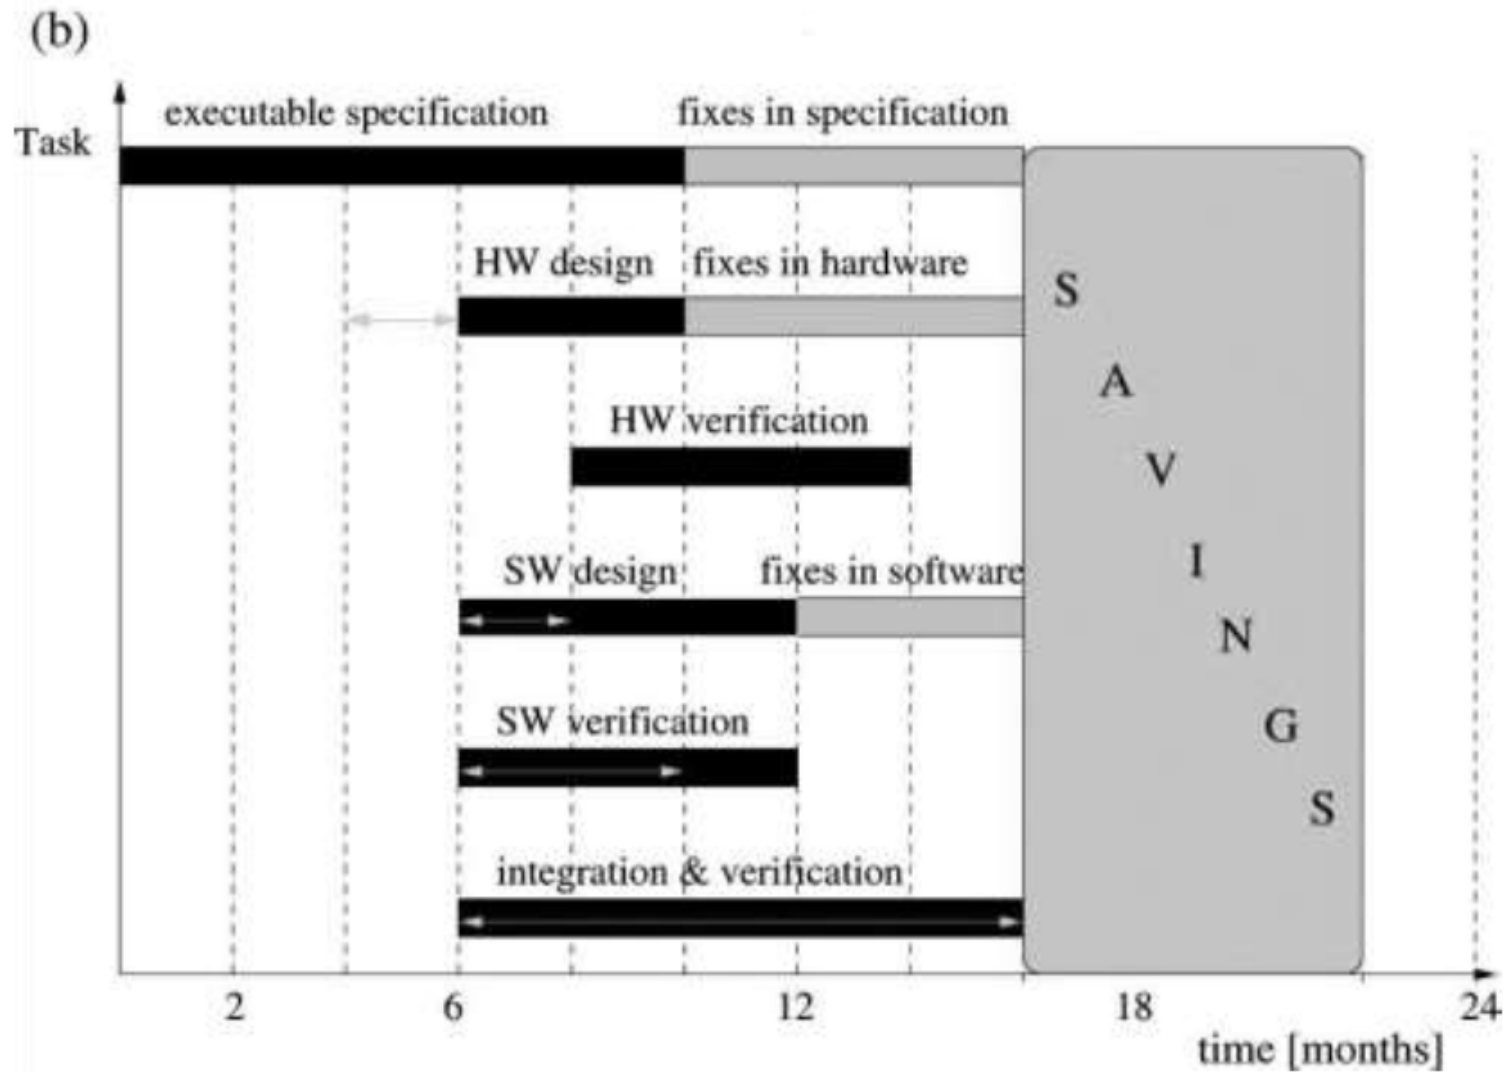 (b)
executable specification fixes in specification
Task
HW design fixes in hardware
S
A
HW verification
V
SW design fixes in software
I
N
SW verification
G
S
integration & verification
2 6 12 18 24
time [months]